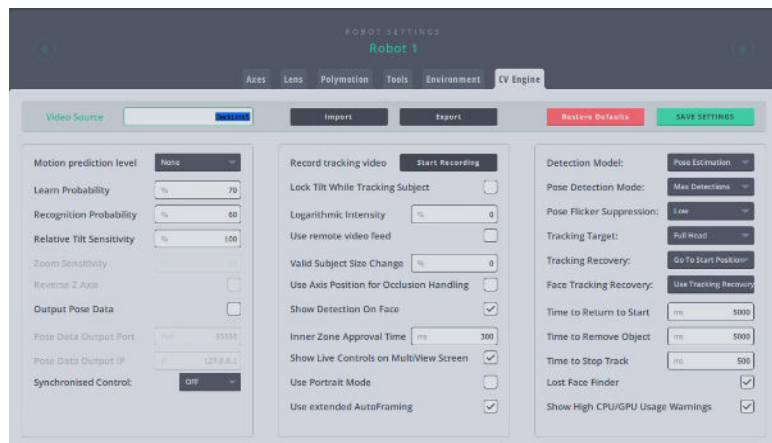 ROBOT SETTINGS
Robot 1
Axes Lens Polymotion Tools Environment CV Engine
Video Source Import Export Restore Defaults SAVE SETTINGS
Motion prediction level None
Learn Probability % 70
Recognition Probability % 60
Relative Tilt Sensitivity % 100
Zoom Sensitivity
Reverse Z Axis
Output Pose Data
Pose Data Output Port 55555
Pose Data Output IP 127.0.0.1
Synchronised Control: OFF
Record tracking video Start Recording
Lock Tilt While Tracking Subject
Logarithmic Intensity % 0
Use remote video feed
Valid Subject Size Change % 0
Use Axis Position for Occlusion Handling
Show Detection On Face
Inner Zone Approval Time ms 300
Show Live Controls on MultiView Screen
Use Portrait Mode
Use extended AutoFraming
Detection Model: Pose Estimation
Pose Detection Mode: Max Detections
Pose Flicker Suppression: Low
Tracking Target: Full Head
Tracking Recovery: Go To Start Position
Face Tracking Recovery: Use Tracking Recovery
Time to Return to Start ms 5000
Time to Remove Object ms 5000
Time to Stop Track ms 500
Lost Face Finder
Show High CPU/GPU Usage Warnings